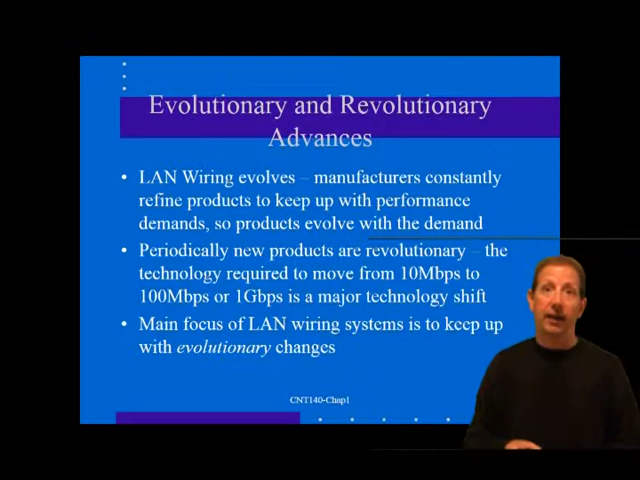 Evolutionary and Revolutionary
Advances
• LAN Wiring evolves – manufacturers constantly
refine products to keep up with performance
demands, so products evolve with the demand
• Periodically new products are revolutionary – the
technology required to move from 10Mbps to
100Mbps or 1Gbps is a major technology shift
• Main focus of LAN wiring systems is to keep up
with evolutionary changes
CNT140-Chap1